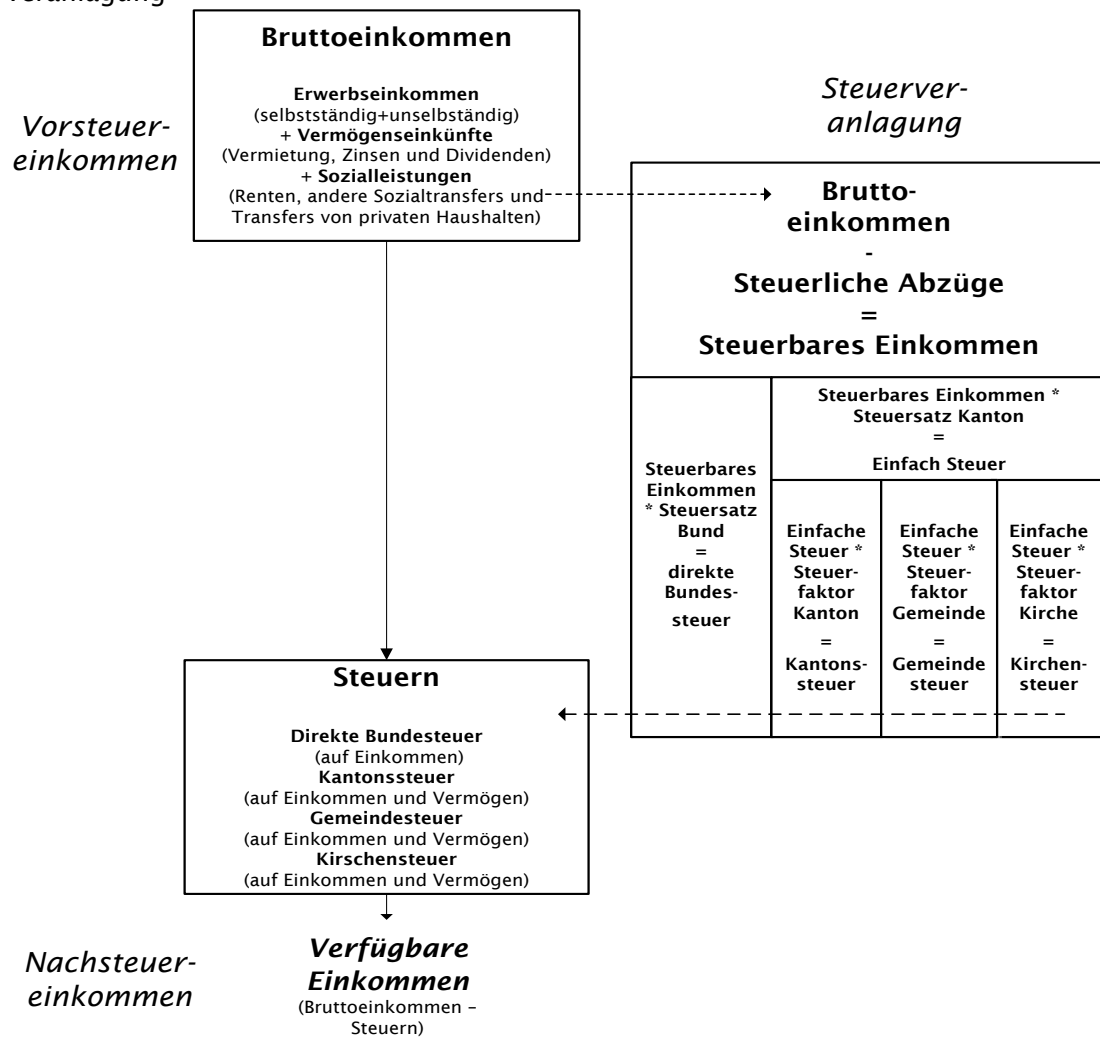 Veranlagung
Bruttoeinkommen
Erwerbseinkommen
(selbstständig+unselbständig)
+ Vermögenseinkünfte
(Vermietung, Zinsen und Dividenden)
+ Sozialleistungen
(Renten, andere Sozialtransfers und
Transfers von privaten Haushalten)
Vorsteuer-
einkommen
Steuerver-
anlagung
Brutto-
einkommen
-
Steuerliche Abzüge
=
Steuerbares Einkommen
Steuerbares
Einkommen
* Steuersatz
Bund
=
direkte
Bundes-
steuer
Steuerbares Einkommen *
Steuersatz Kanton
=
Einfach Steuer
Einfache
Steuer *
Steuer-
faktor
Kanton
=
Kantons-
steuer
Einfache
Steuer *
Steuer-
faktor
Gemeinde
=
Gemeinde
steuer
Einfache
Steuer *
Steuer-
faktor
Kirche
=
Kirchen-
steuer
Steuern
Direkte Bundesteuer
(auf Einkommen)
Kantonssteuer
(auf Einkommen und Vermögen)
Gemeindesteuer
(auf Einkommen und Vermögen)
Kirschensteuer
(auf Einkommen und Vermögen)
Nachsteuer-
einkommen
Verfügbare
Einkommen
(Bruttoeinkommen –
Steuern)